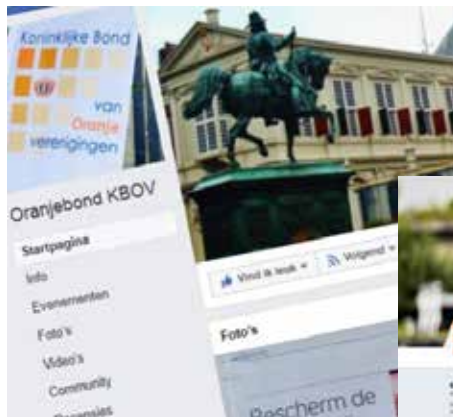 Koninklijke Bond
van
Oranje
verenigingen
Oranjebond KBOV
Startpagina
Info
Evenementen
Foto's
Video's
Community
Recensies
Vind ik leuk
Volgend
Foto's
Bescherm de